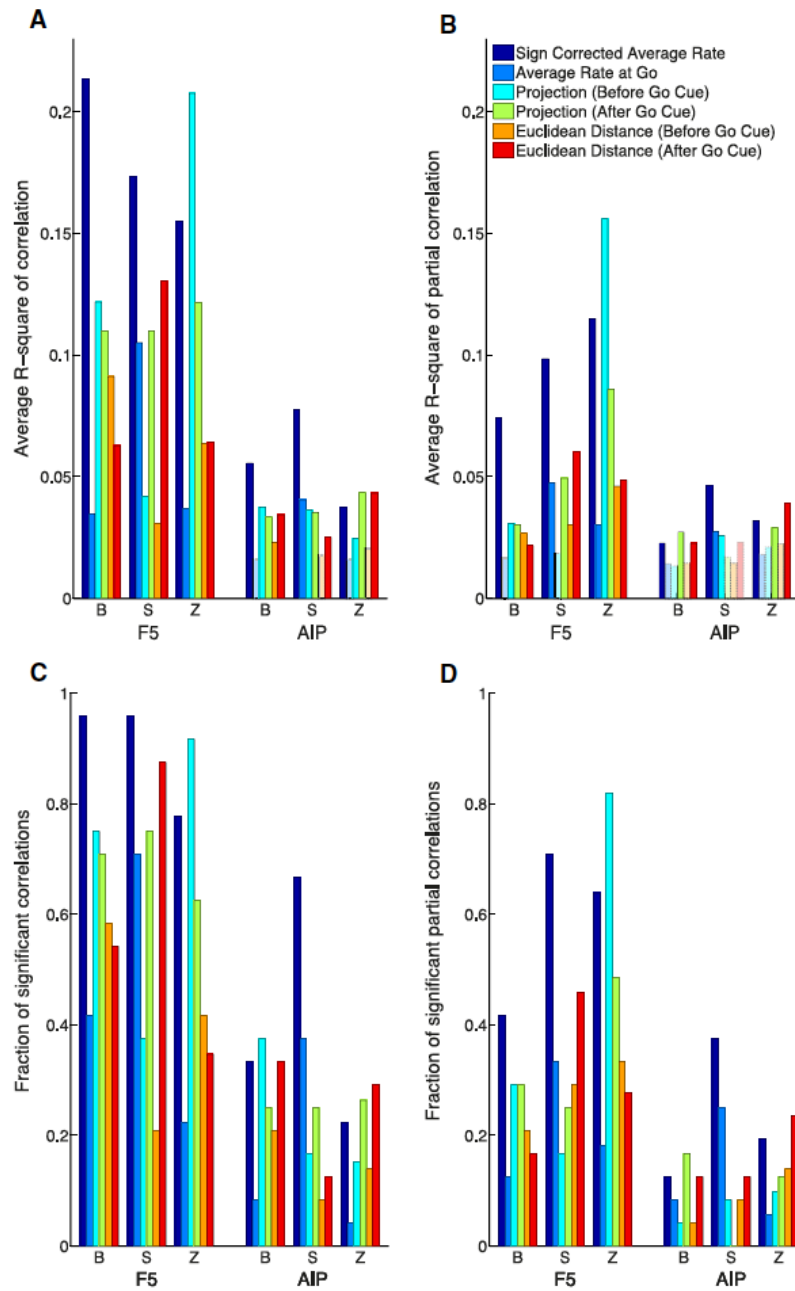 A
Average R-square of correlation
0.2
0.15
0.1
0.05
0
B S Z B S Z
F5 AIP
B
Sign Corrected Average Rate
Average Rate at Go
Projection (Before Go Cue)
Projection (After Go Cue)
Euclidean Distance (Before Go Cue)
Euclidean Distance (After Go Cue)
Average R-square of partial correlation
0.2
0.15
0.1
0.05
0
B S Z B S Z
F5 AIP
C
Fraction of significant correlations
1
0.8
0.6
0.4
0.2
0
B S Z B S Z
F5 AIP
D
Fraction of significant partial correlations
1
0.8
0.6
0.4
0.2
0
B S Z B S Z
F5 AIP